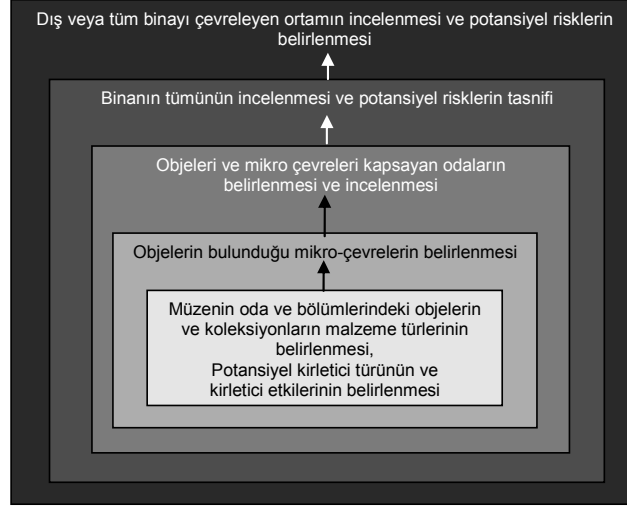 Dış veya tüm binayı çevreleyen ortamın incelenmesi ve potansiyel risklerin
belirlenmesi
Binanın tümünün incelenmesi ve potansiyel risklerin tasnifi
Objeleri ve mikro çevreleri kapsayan odaların
belirlenmesi ve incelenmesi
Objelerin bulunduğu mikro-çevrelerin belirlenmesi
Müzenin oda ve bölümlerindeki objelerin
ve koleksiyonların malzeme türlerinin
belirlenmesi,
Potansiyel kirletici türünün ve
kirletici etkilerinin belirlenmesi